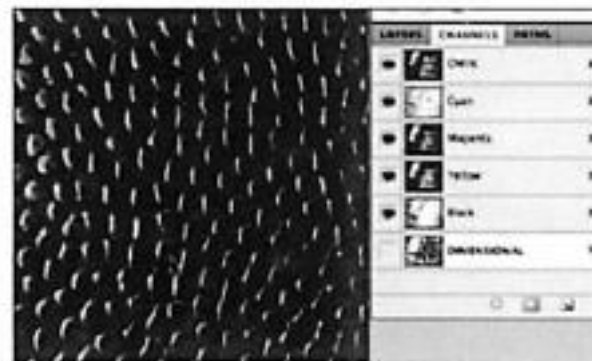 LAYERS CHANNELS PATHS
CMYK
Cyan
Magenta
Yellow
Black
DIMENSIONAL